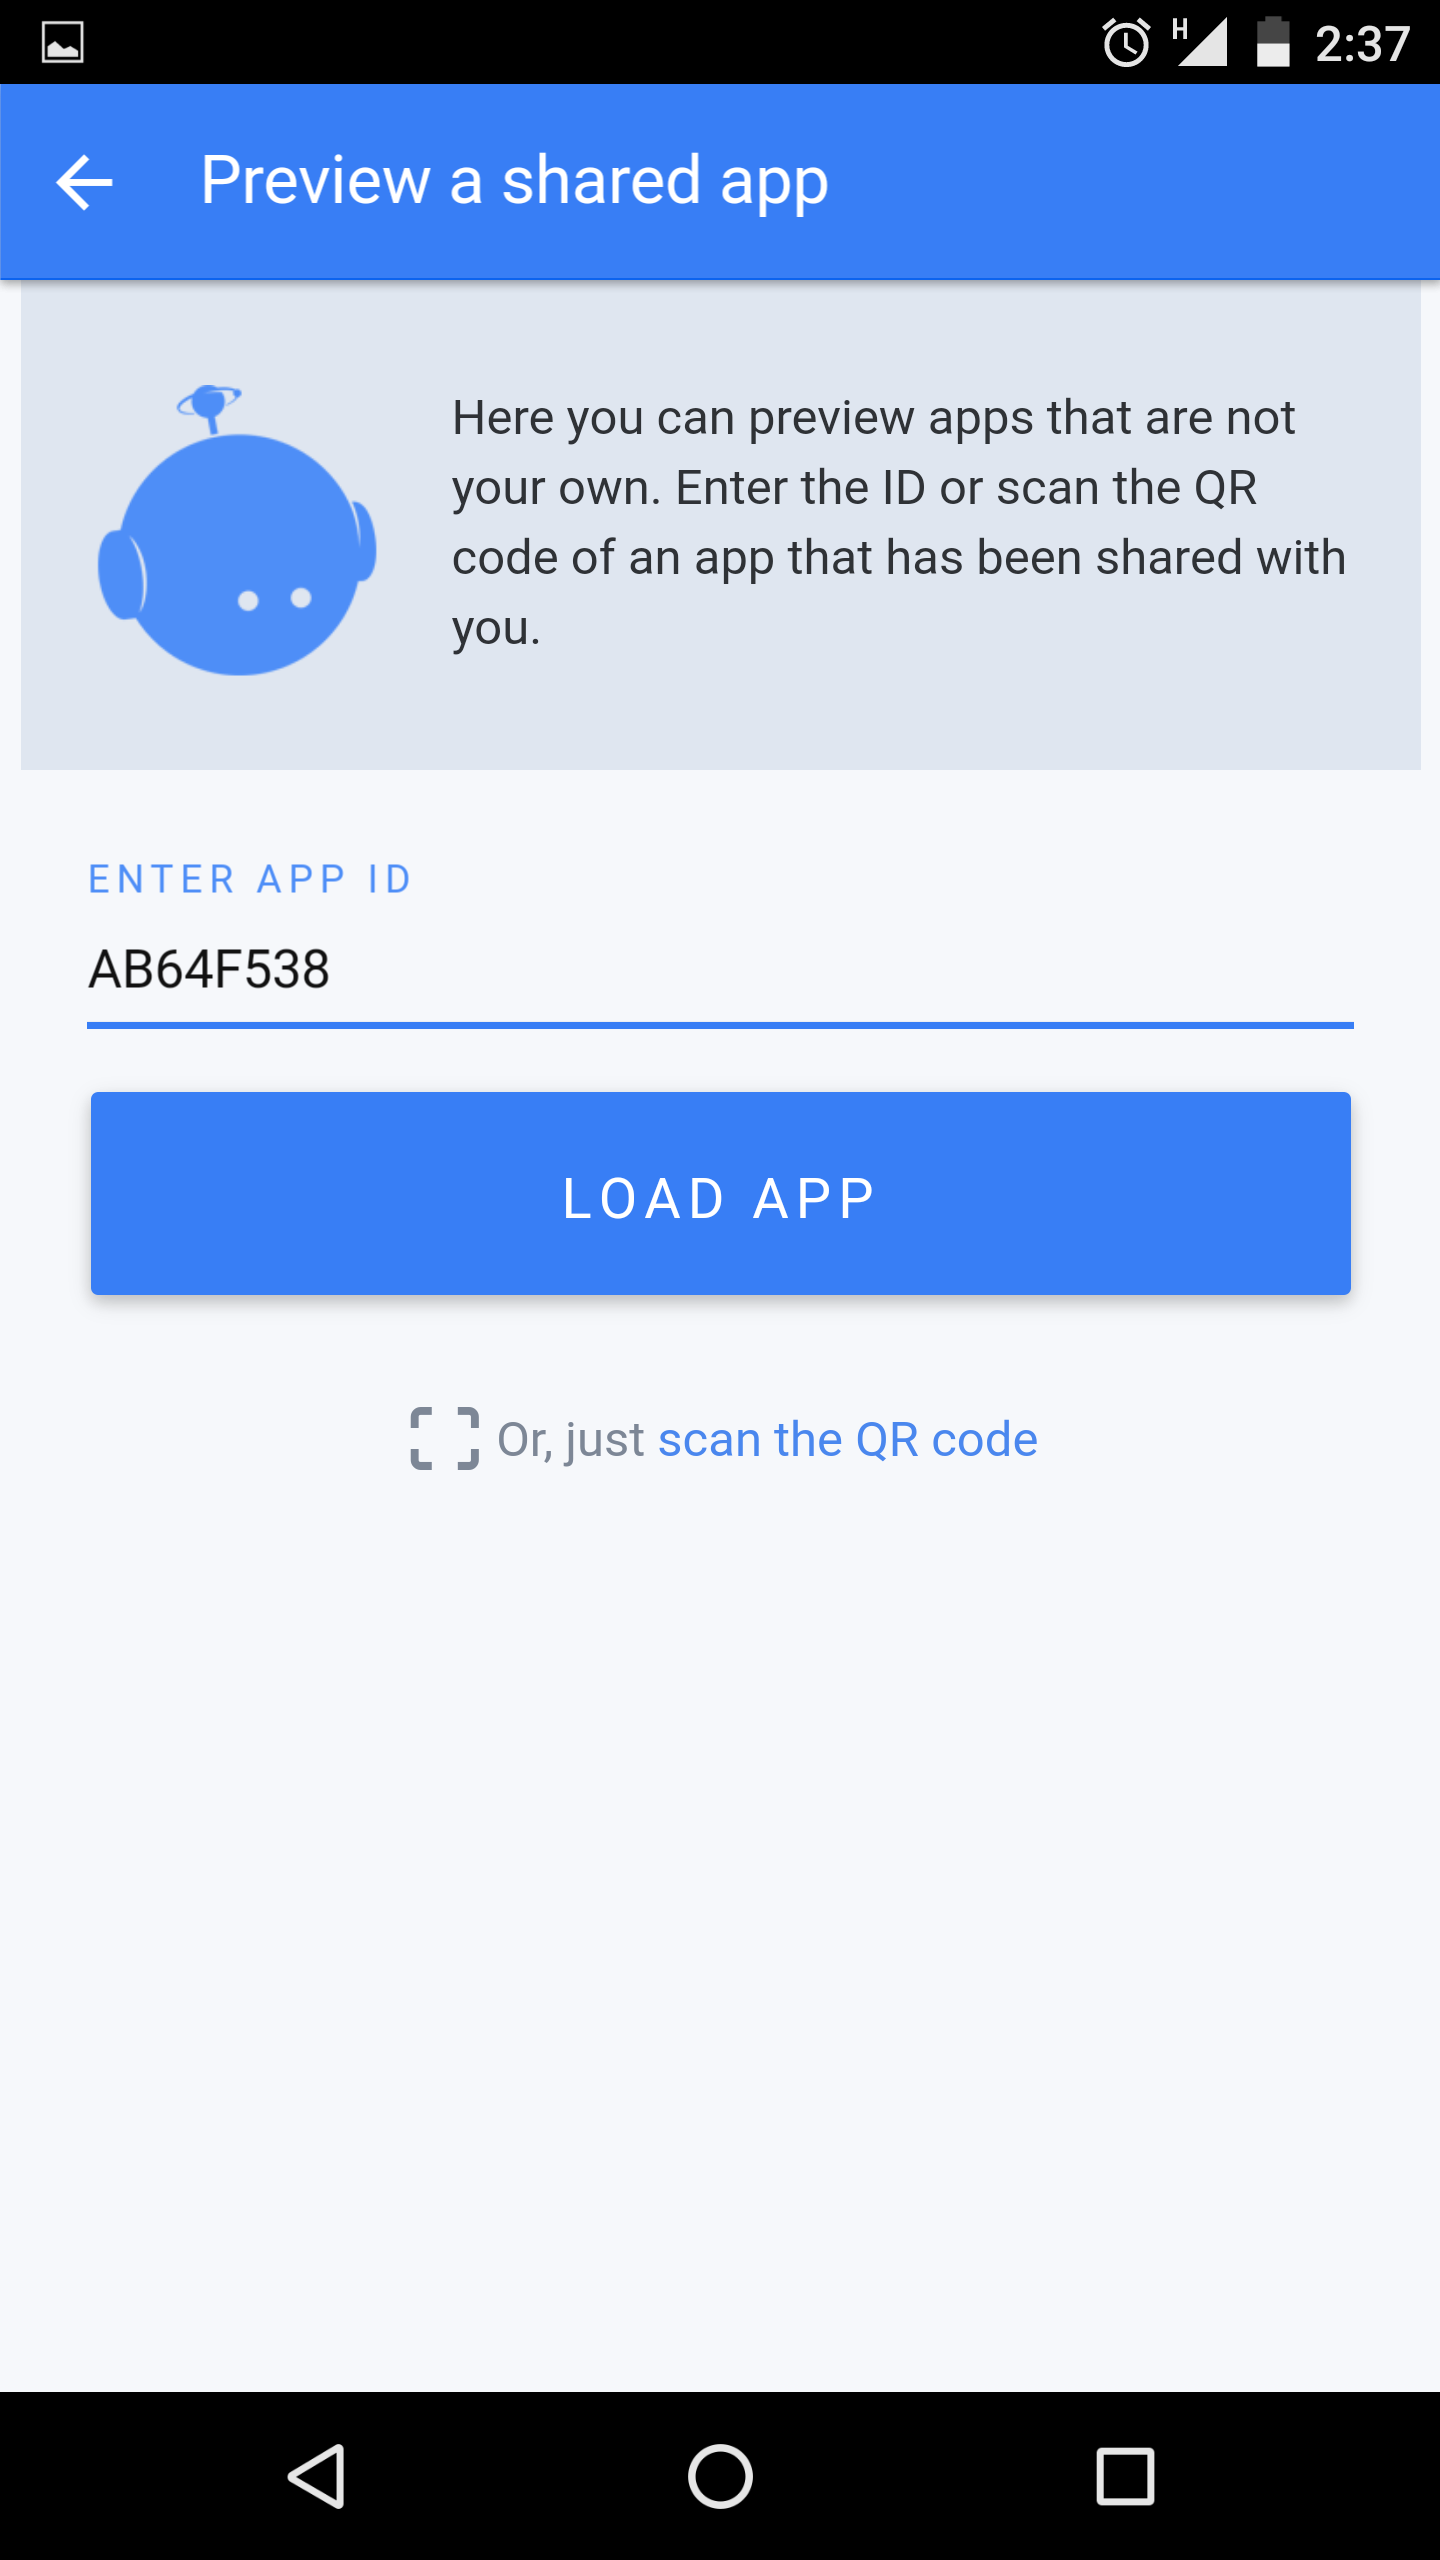 H 2:37
Preview a shared app
Here you can preview apps that are not
your own. Enter the ID or scan the QR
code of an app that has been shared with
you.
ENTER APP ID
AB64F538
LOAD APP
Or, just scan the QR code